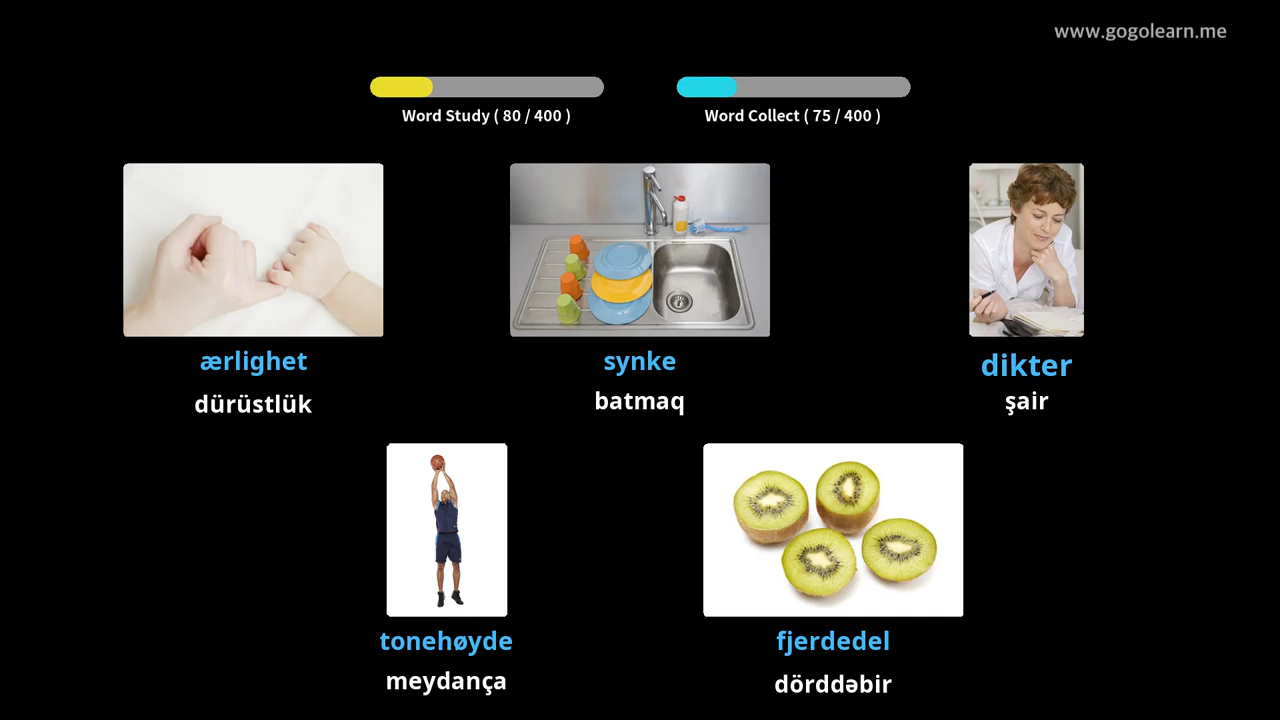 www.gogolearn.me
Word Study ( 80 / 400 )
Word Collect ( 75 / 400 )
ærlighet
dürüstlük
synke
batmaq
dikter
şair
tonehøyde
meydança
fjerdedel
dörddəbir